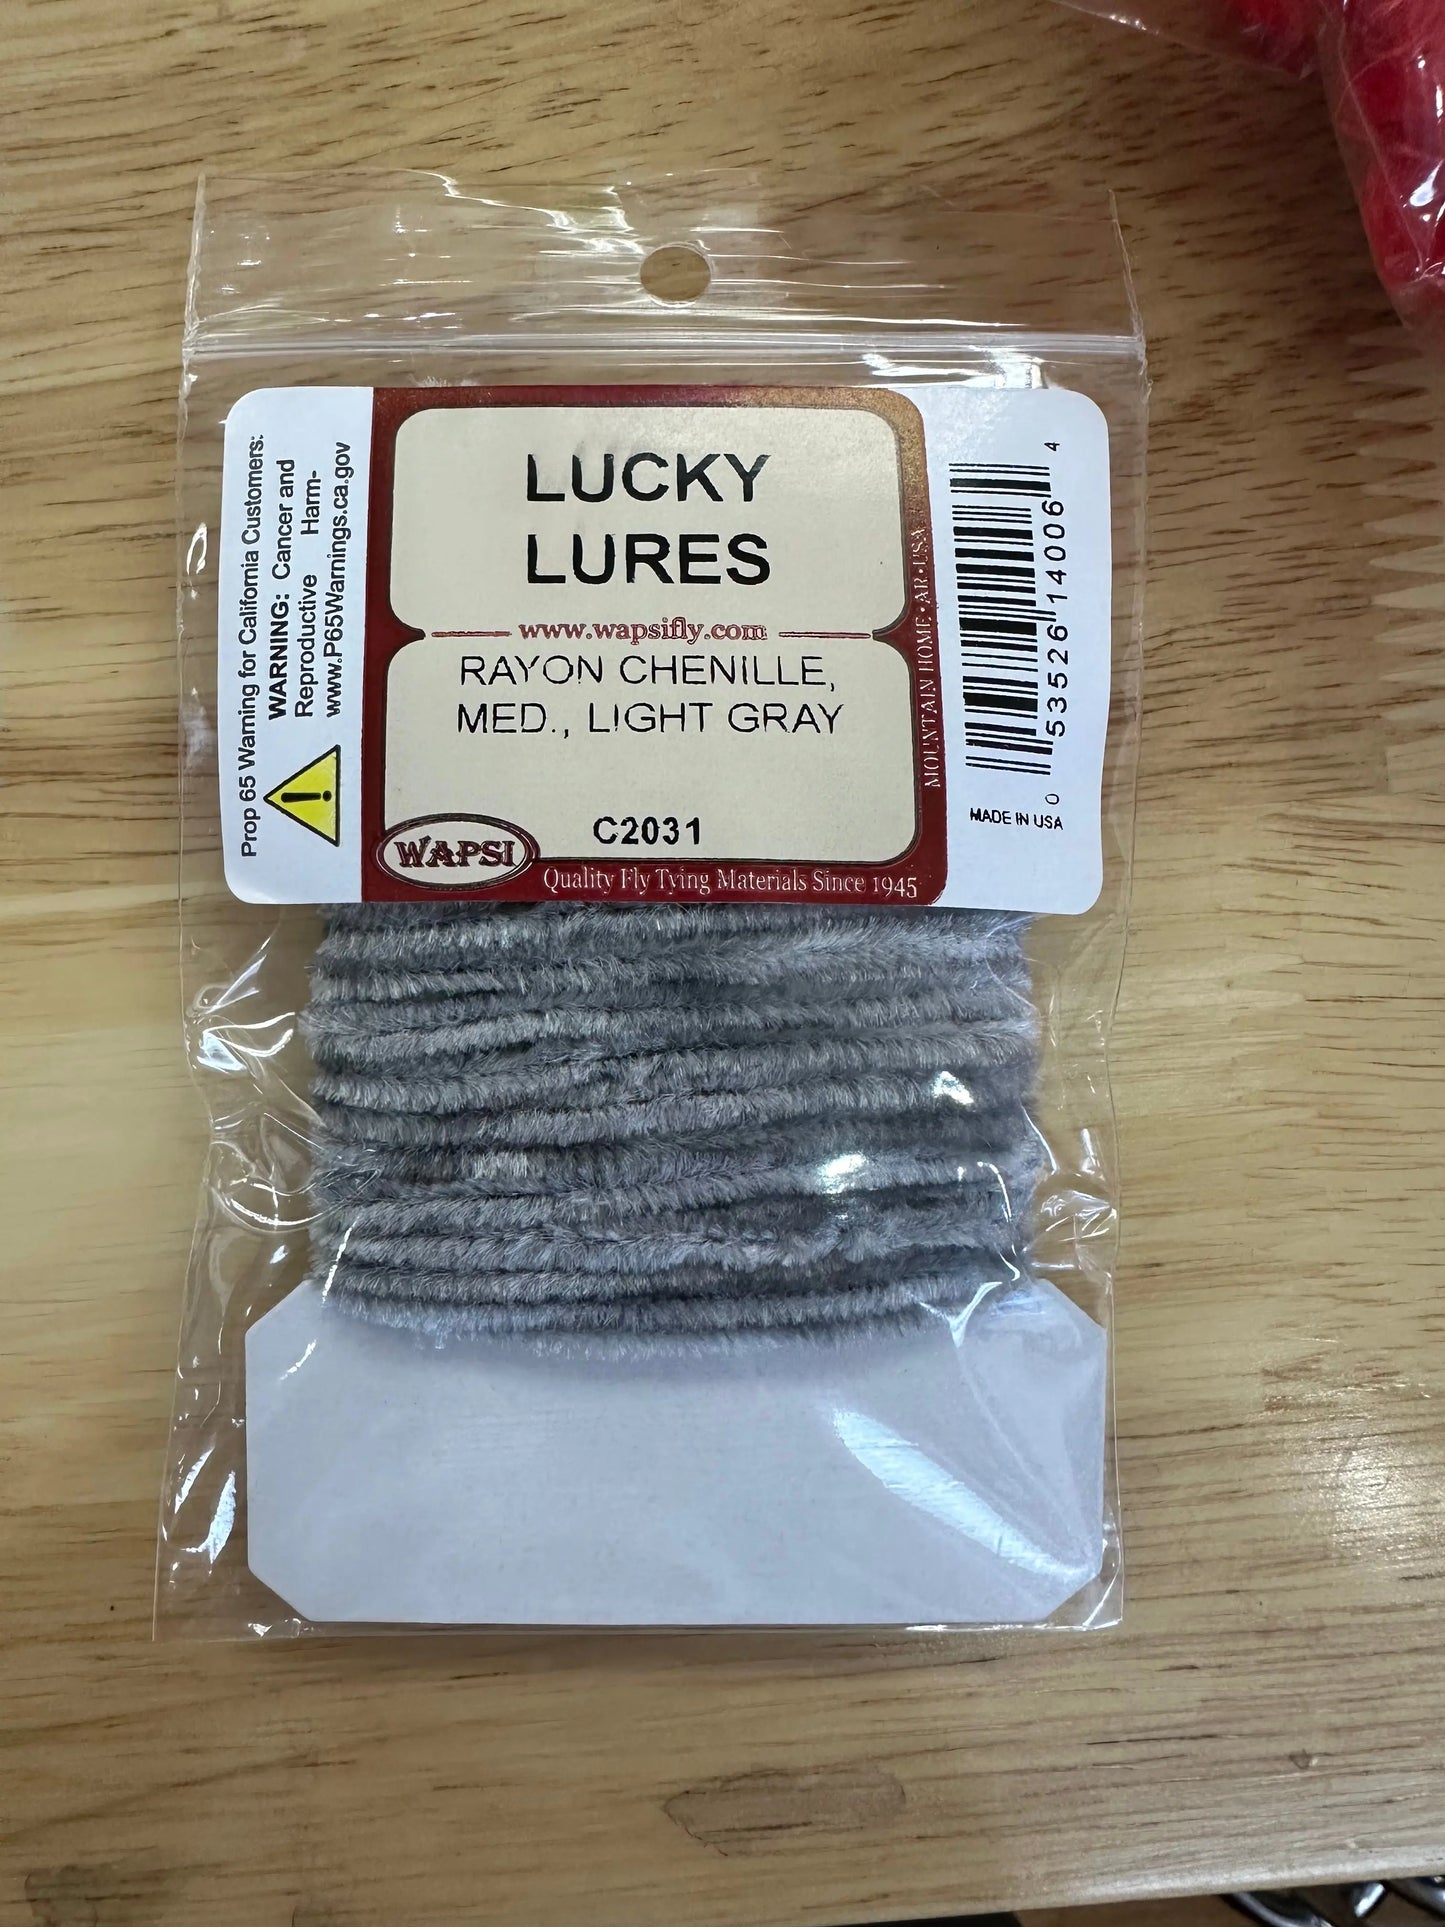 Prop 65 Warning for California Customers:
WARNING: Cancer and
Reproductive Harm-
www.P65Warnings.ca.gov
LUCKY
LURES
www.wapsifly.com
RAYON CHENILLE,
MED., LIGHT GRAY
C2031
WAPSI
Quality Fly Tying Materials Since 1945
MOUNTAIN HOME • AR • USA
0 53526 14006 4
MADE IN USA